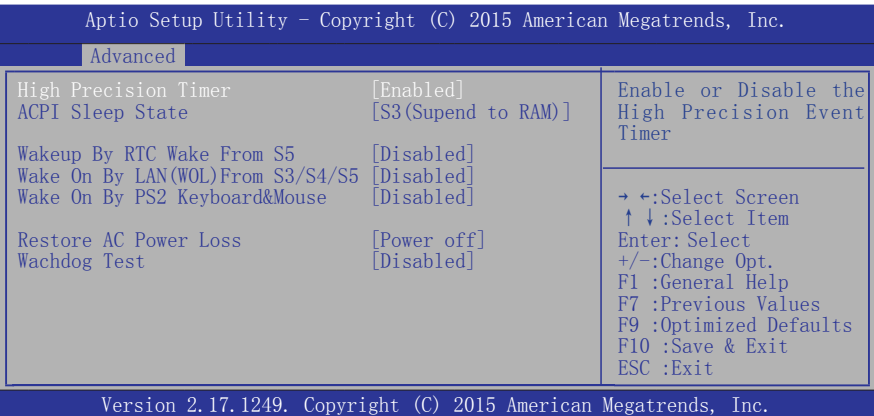 Aptio Setup Utility - Copyright (C) 2015 American Megatrends, Inc.
Advanced
High Precision Timer [Enabled]
ACPI Sleep State [S3(Supend to RAM)]
Wakeup By RTC Wake From S5 [Disabled]
Wake On By LAN(WOL)From S3/S4/S5 [Disabled]
Wake On By PS2 Keyboard&Mouse [Disabled]
Restore AC Power Loss [Power off]
Wachdog Test [Disabled]
Enable or Disable the
High Precision Event
Timer
→ ←:Select Screen
↑ ↓:Select Item
Enter: Select
+/-:Change Opt.
F1 :General Help
F7 :Previous Values
F9 :Optimized Defaults
F10 :Save & Exit
ESC :Exit
Version 2.17.1249. Copyright (C) 2015 American Megatrends, Inc.